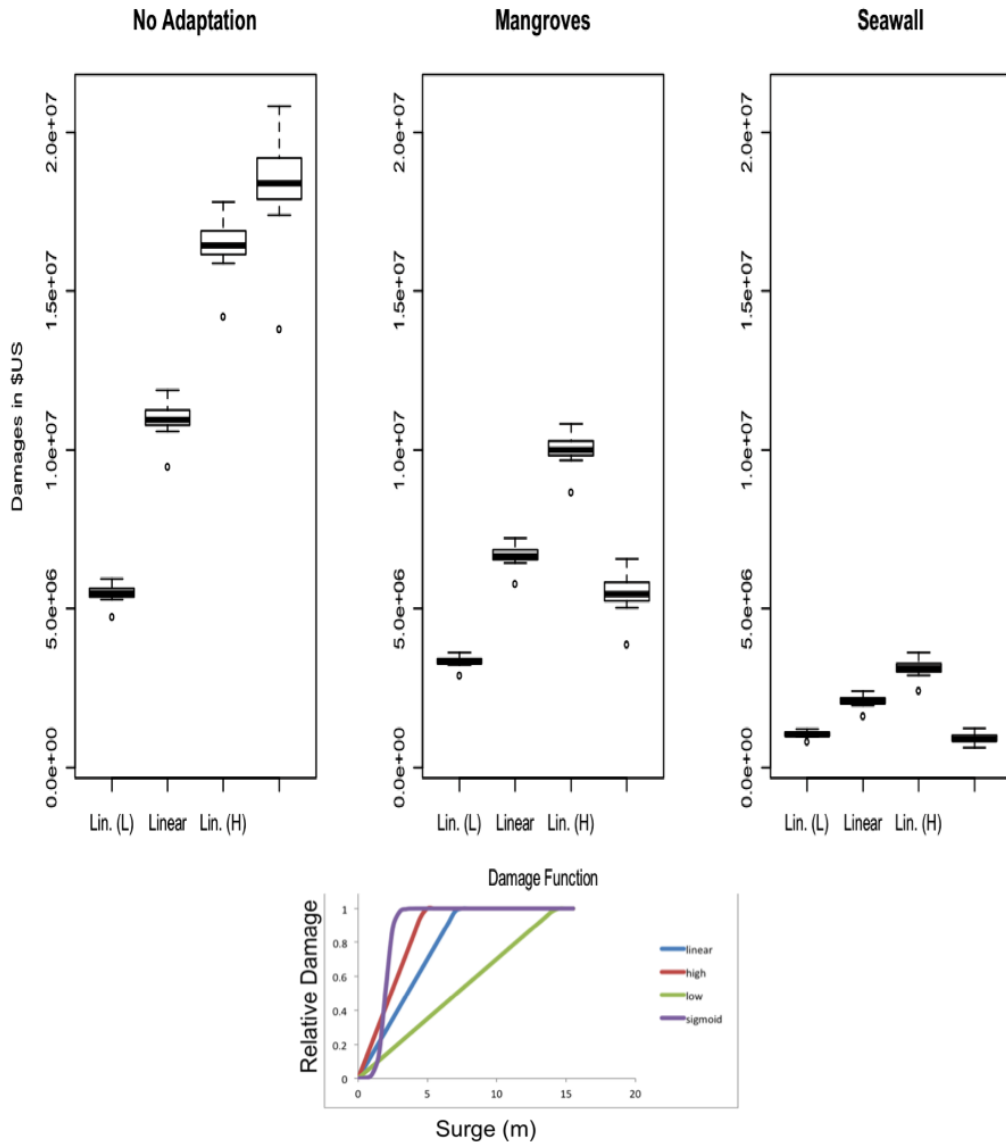 No Adaptation
Mangroves
Seawall
Damages in $US
2.0e+07
1.5e+07
1.0e+07
5.0e+06
0.0e+00
Lin. (L) Linear Lin. (H)
2.0e+07
1.5e+07
1.0e+07
5.0e+06
0.0e+00
Lin. (L) Linear Lin. (H)
2.0e+07
1.5e+07
1.0e+07
5.0e+06
0.0e+00
Lin. (L) Linear Lin. (H)
Damage Function
Relative Damage
1
0.8
0.6
0.4
0.2
0
0 5 10 15 20
Surge (m)
linear
high
low
sigmoid